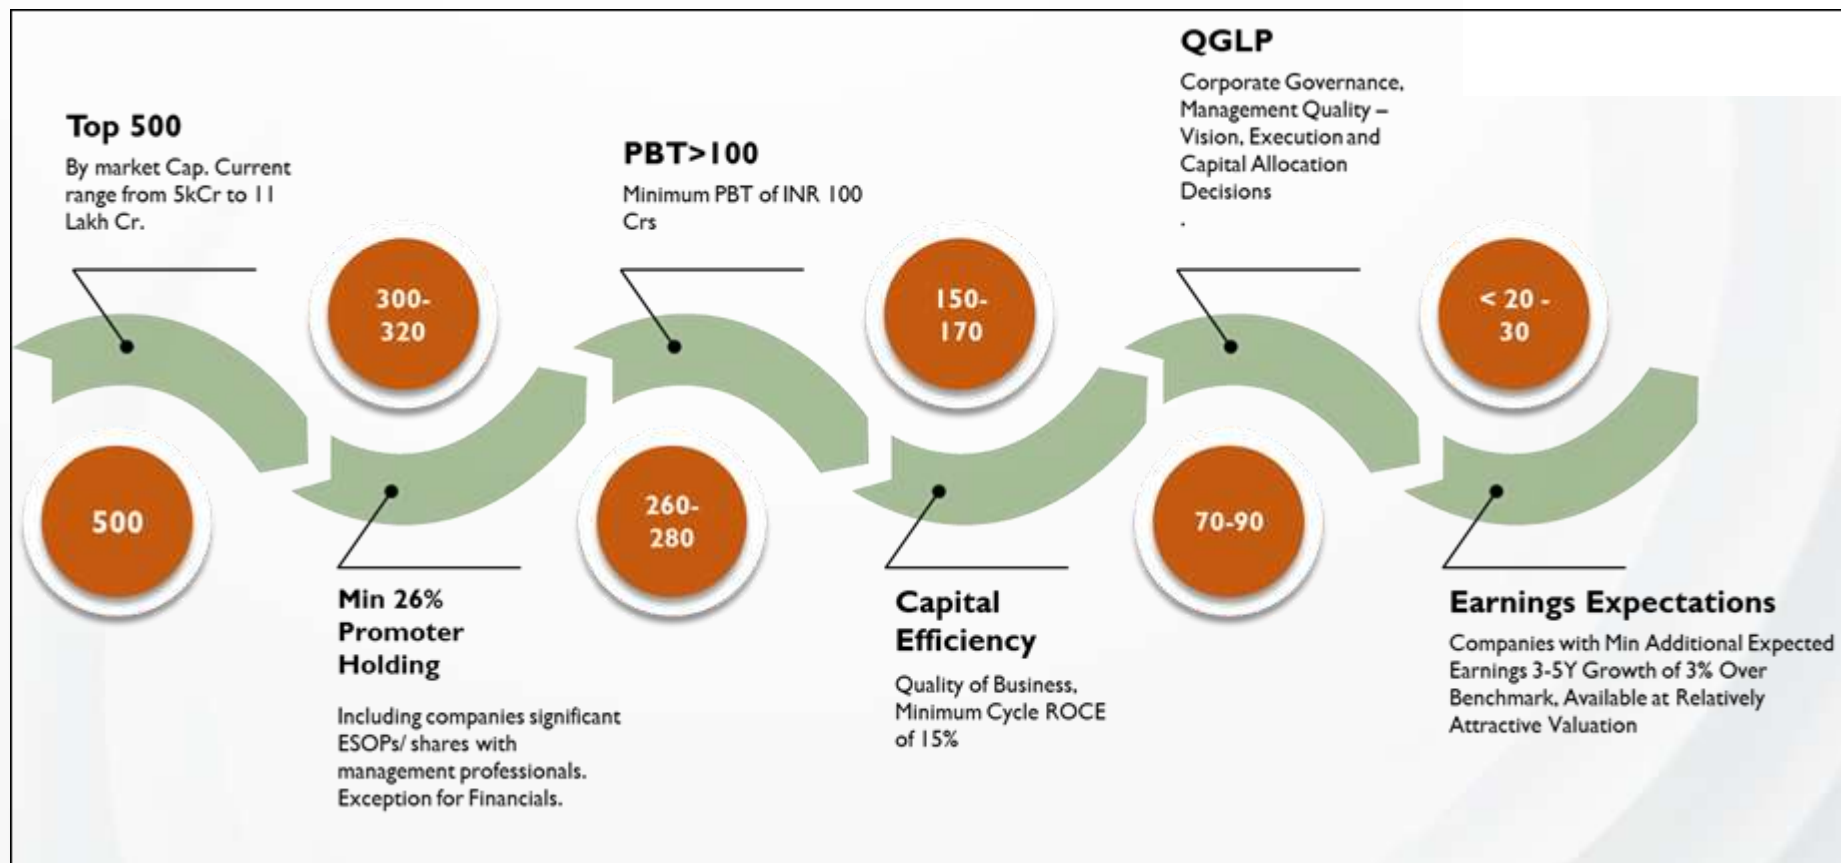 Top 500
By market Cap. Current
range from 5kCr to 11
Lakh Cr.
500
300-
320
Min 26%
Promoter
Holding
Including companies significant
ESOPs/ shares with
management professionals.
Exception for Financials.
PBT>100
Minimum PBT of INR 100
Crs
260-
280
150-
170
Capital
Efficiency
Quality of Business,
Minimum Cycle ROCE
of 15%
QGLP
Corporate Governance,
Management Quality –
Vision, Execution and
Capital Allocation
Decisions
.
70-90
< 20 -
30
Earnings Expectations
Companies with Min Additional Expected
Earnings 3-5Y Growth of 3% Over
Benchmark, Available at Relatively
Attractive Valuation